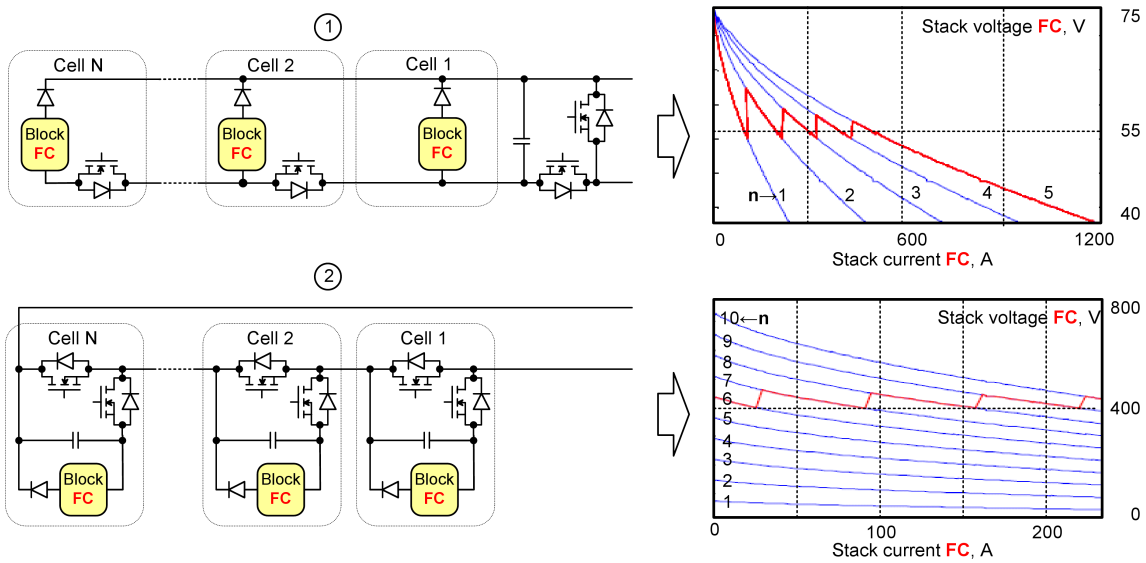 1
Cell N
Cell 2
Cell 1
Block
FC
Block
FC
Block
FC
Stack voltage FC, V
75
55
40
n→1
2
3
4
5
0
600
1200
Stack current FC, A
2
Cell N
Cell 2
Cell 1
Block
FC
Block
FC
Block
FC
Stack voltage FC, V
800
400
0
10←n
9
8
7
6
5
4
3
2
1
0
100
200
Stack current FC, A